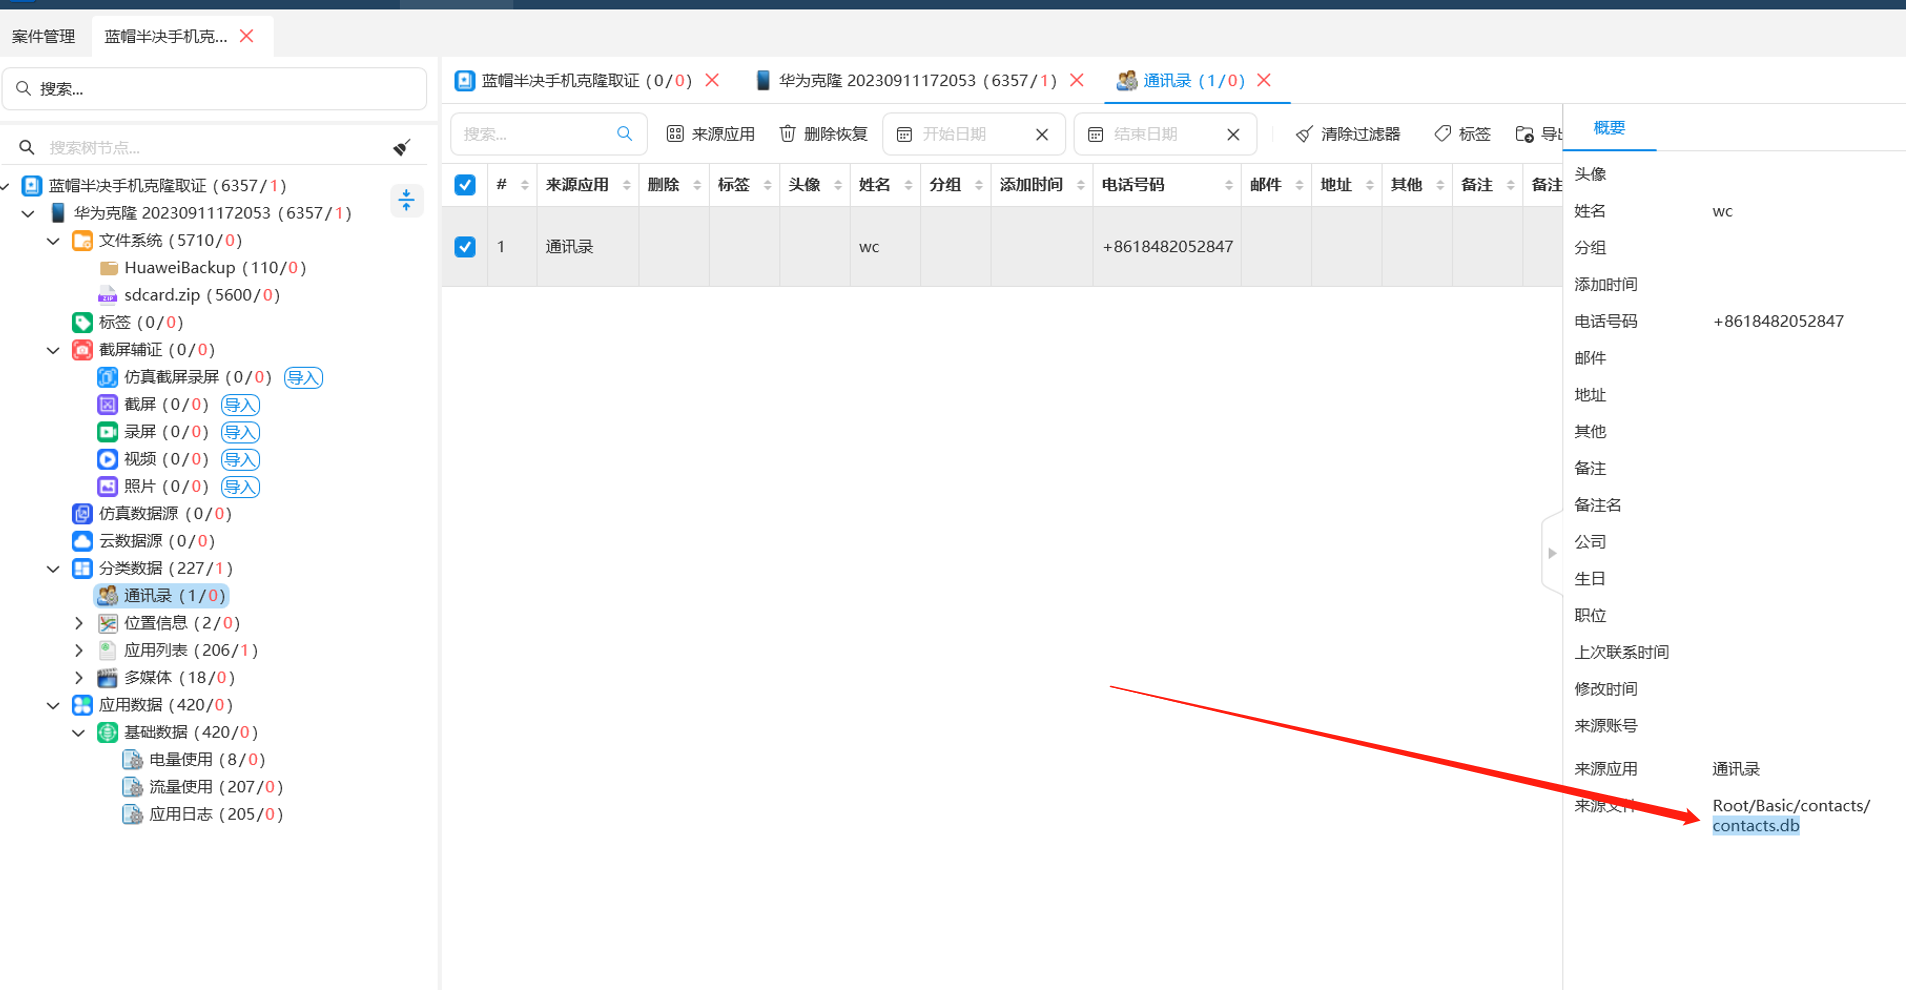 案件管理
蓝帽半决手机克... 
搜索...
搜索树节点...
蓝帽半决手机克隆取证 (6357/1)
华为克隆 20230911172053 (6357/1)
文件系统 (5710/0)
HuaweiBackup (110/0)
sdcard.zip (5600/0)
标签 (0/0)
截屏辅证 (0/0)
仿真截屏录屏 (0/0) 导入
截屏 (0/0) 导入
录屏 (0/0) 导入
视频 (0/0) 导入
照片 (0/0) 导入
仿真数据源 (0/0)
云数据源 (0/0)
分类数据 (227/1)
通讯录 (1/0)
位置信息 (2/0)
应用列表 (206/1)
多媒体 (18/0)
应用数据 (420/0)
基础数据 (420/0)
电量使用 (8/0)
流量使用 (207/0)
应用日志 (205/0)
蓝帽半决手机克隆取证 (0/0) 华为克隆 20230911172053 (6357/1) 通讯录 (1/0)
搜索... 来源应用 删除恢复 开始日期 结束日期 清除过滤器 标签
# 来源应用 删除 标签 头像 姓名 分组 添加时间 电话号码 邮件 地址 其他 备注 备注
1 通讯录 wc +8618482052847
概要
头像
姓名 wc
分组
添加时间
电话号码 +8618482052847
邮件
地址
其他
备注
备注名
公司
生日
职位
上次联系时间
修改时间
来源账号
来源应用 通讯录
来源文件 Root/Basic/contacts/
contacts.db